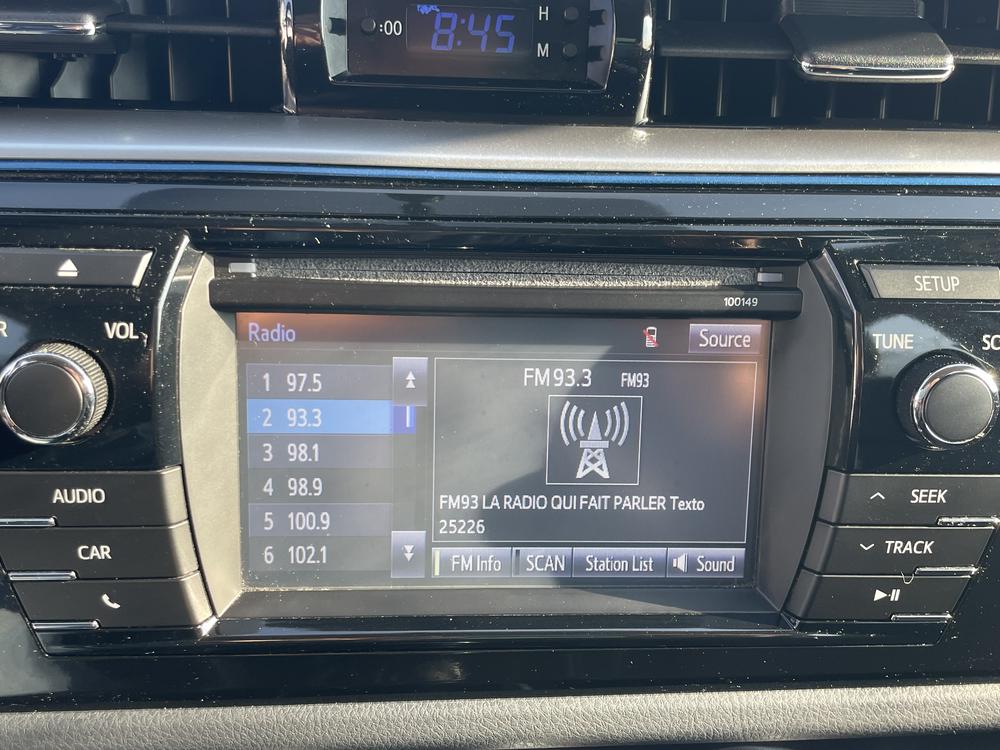 :00 8:45 H
M
R VOL
SETUP
100149
TUNE SC
Radio Source
1 97.5
2 93.3
3 98.1
4 98.9
5 100.9
6 102.1
FM93.3 FM93
FM93 LA RADIO QUI FAIT PARLER Texto
25226
FM Info SCAN Station List Sound
AUDIO
CAR
SEEK
TRACK